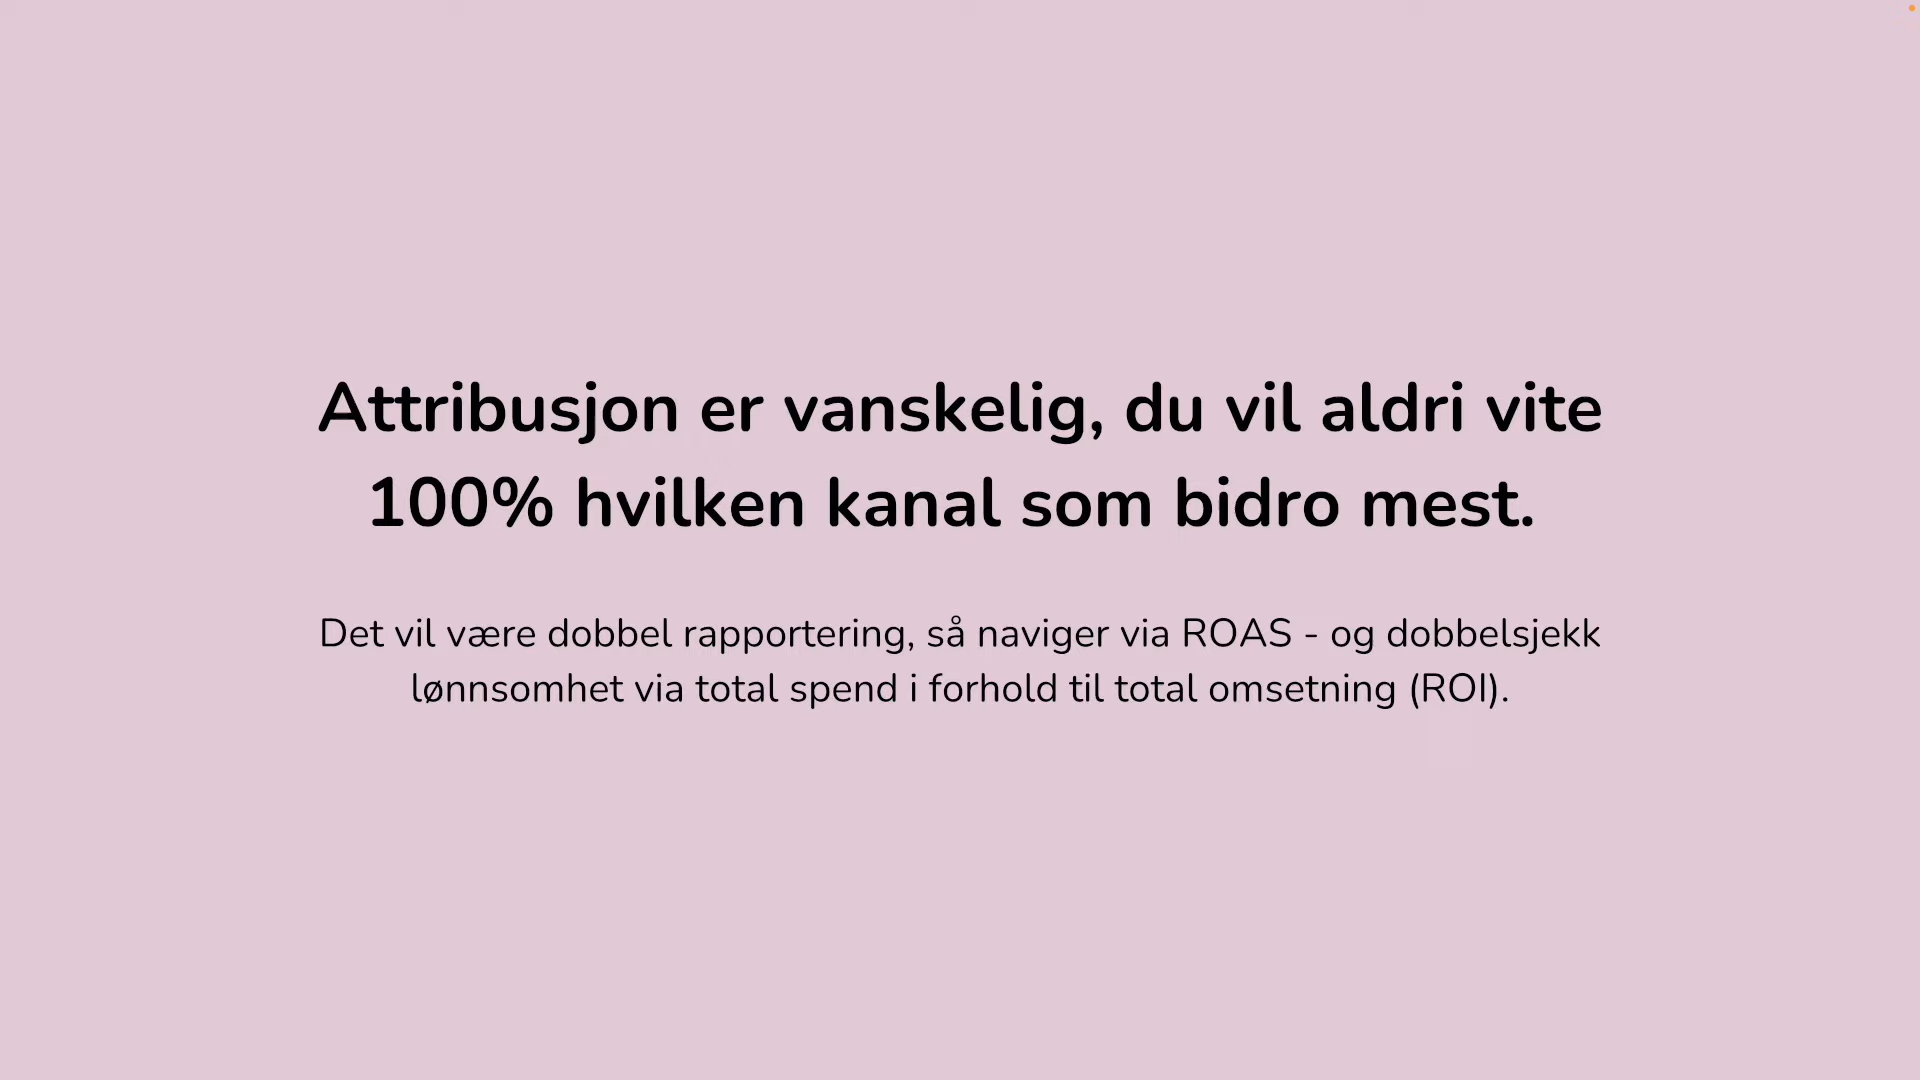 Attribusjon er vanskelig, du vil aldri vite
100% hvilken kanal som bidro mest.
Det vil være dobbel rapportering, så naviger via ROAS - og dobbelsjekk
lønnsomhet via total spend i forhold til total omsetning (ROI).